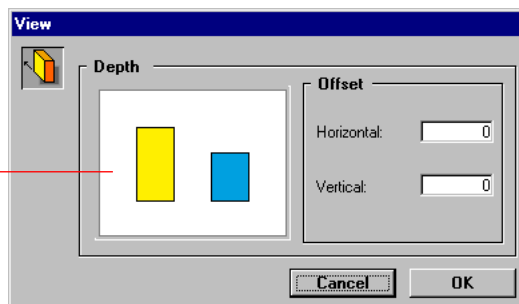 View
Depth
Offset
Horizontal: 0
Vertical: 0
Cancel OK